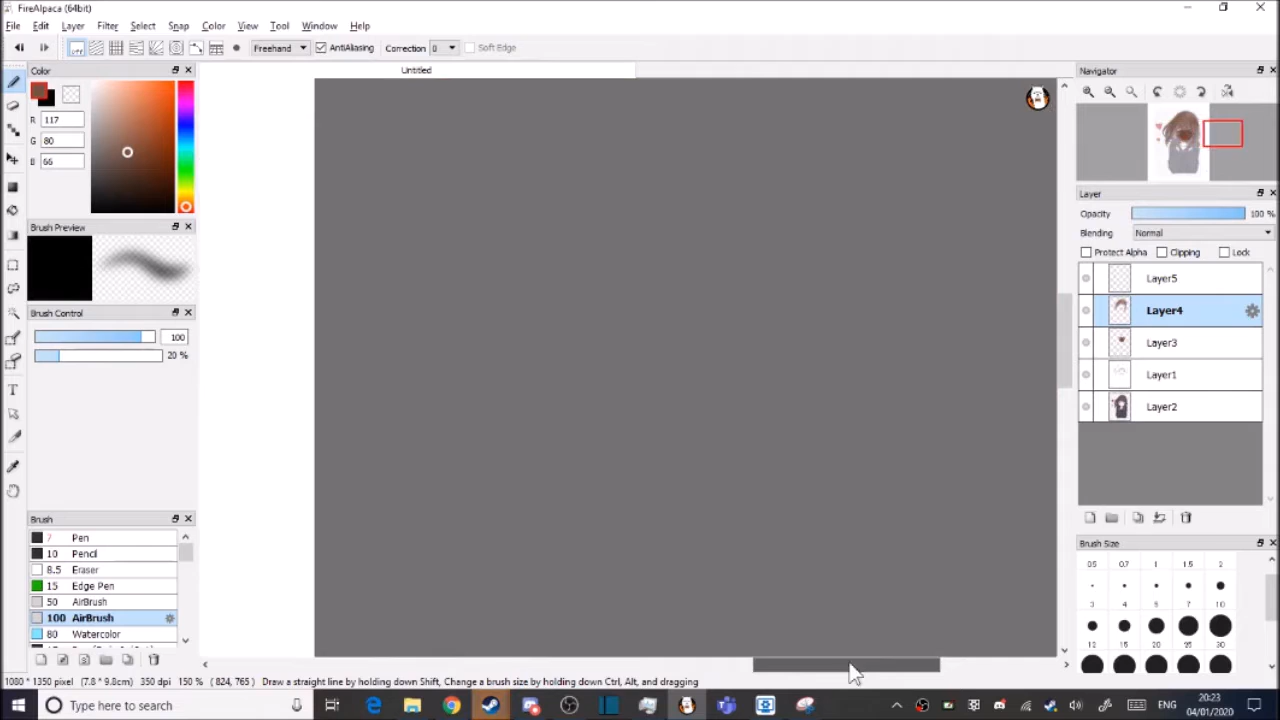 FireAlpaca (64bit)
File Edit Layer Filter Select Snap Color View Tool Window Help
Freehand AntiAliasing Correction 0 Soft Edge
Color Untitled Navigator
R 117
G 80
B 66
Layer
Opacity 100 %
Brush Preview
Blending Normal
Protect Alpha Clipping Lock
Layer5
Layer4
Brush Control
100
Layer3
20 %
Layer1
T
Layer2
Brush
7 Pen
10 Pencil
8.5 Eraser
15 Edge Pen
50 AirBrush
100 AirBrush
80 Watercolor
Brush Size
0.5 0.7 1 1.5 2
3 4 5 7 10
12 15 20 25 30
1080 * 1350 pixel (7.8 * 9.8cm) 350 dpi 150 % ( 824, 765 ) Draw a straight line by holding down Shift, Change a brush size by holding down Ctrl, Alt, and dragging
Type here to search
ENG
20:23
04/01/2020